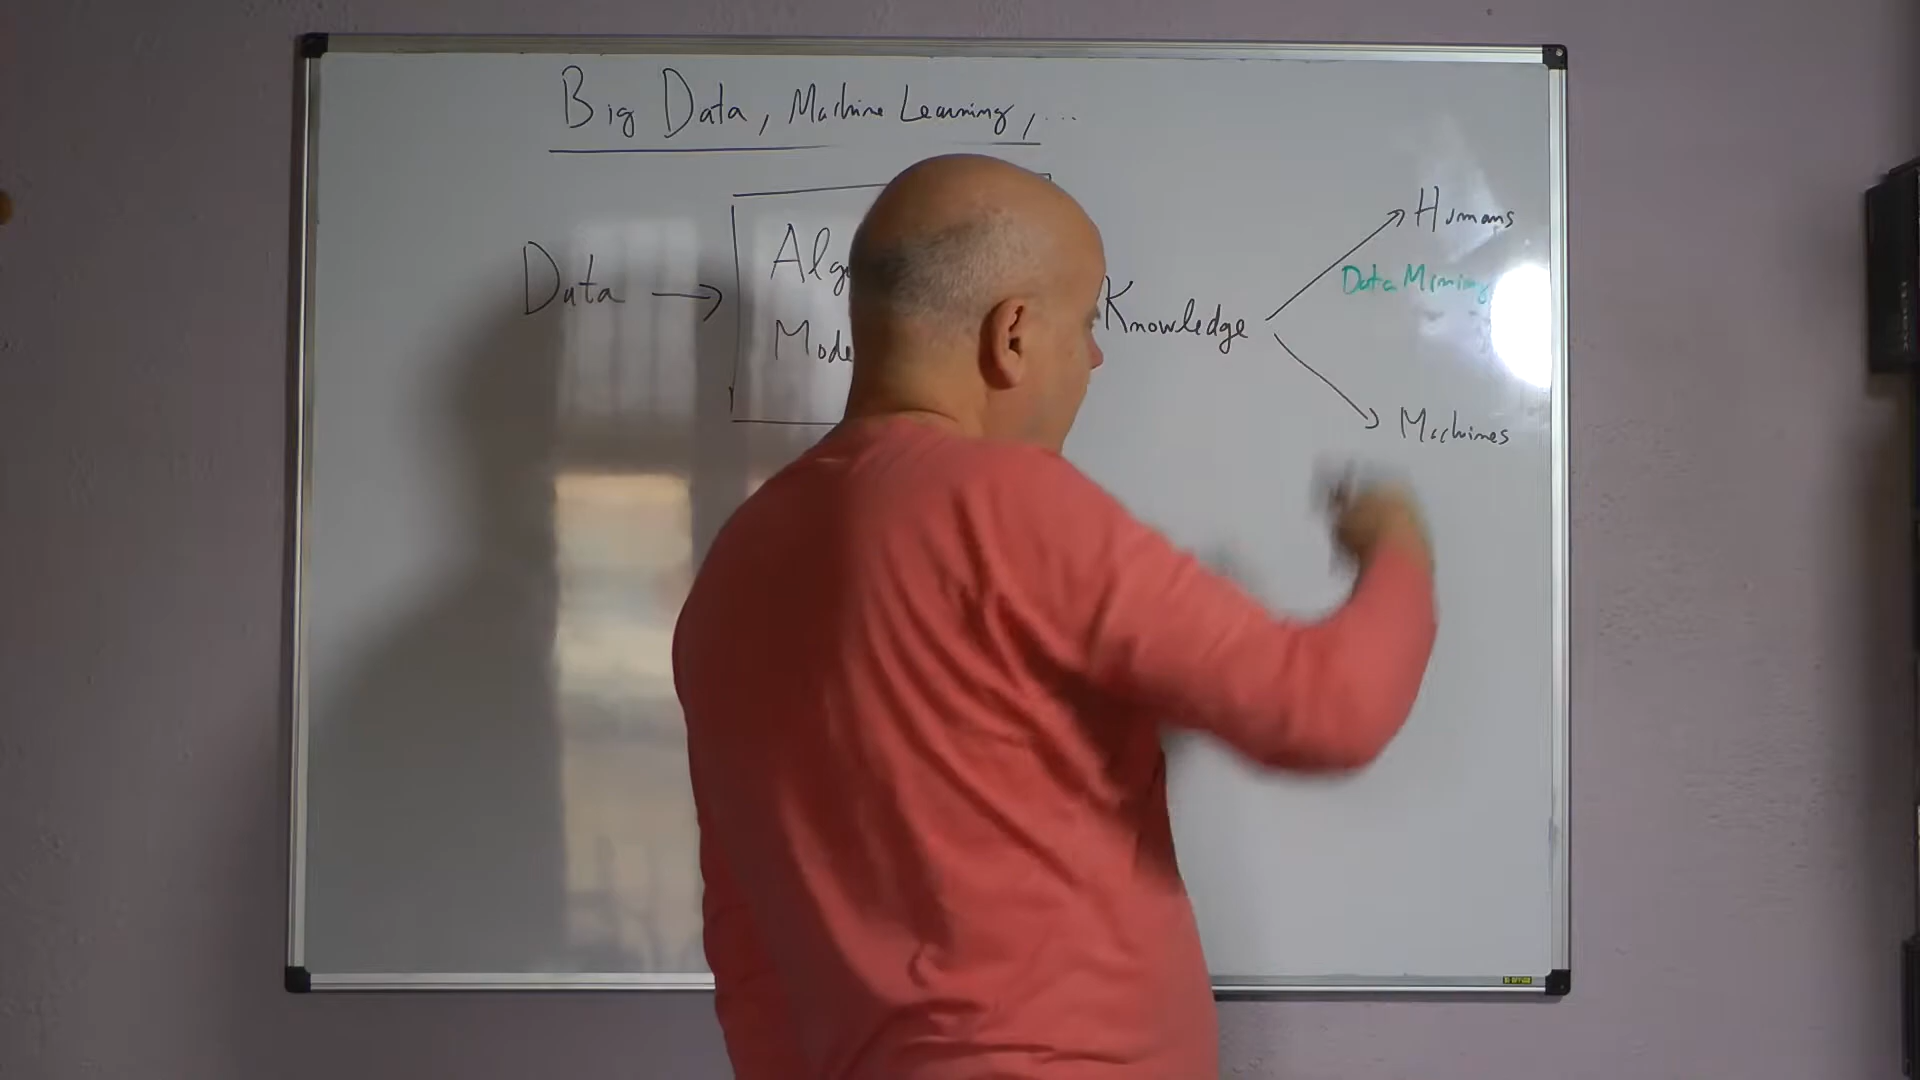 Big Data, Machine Learning, ...
Data → Knowledge
Humans
Data Mining
Machines